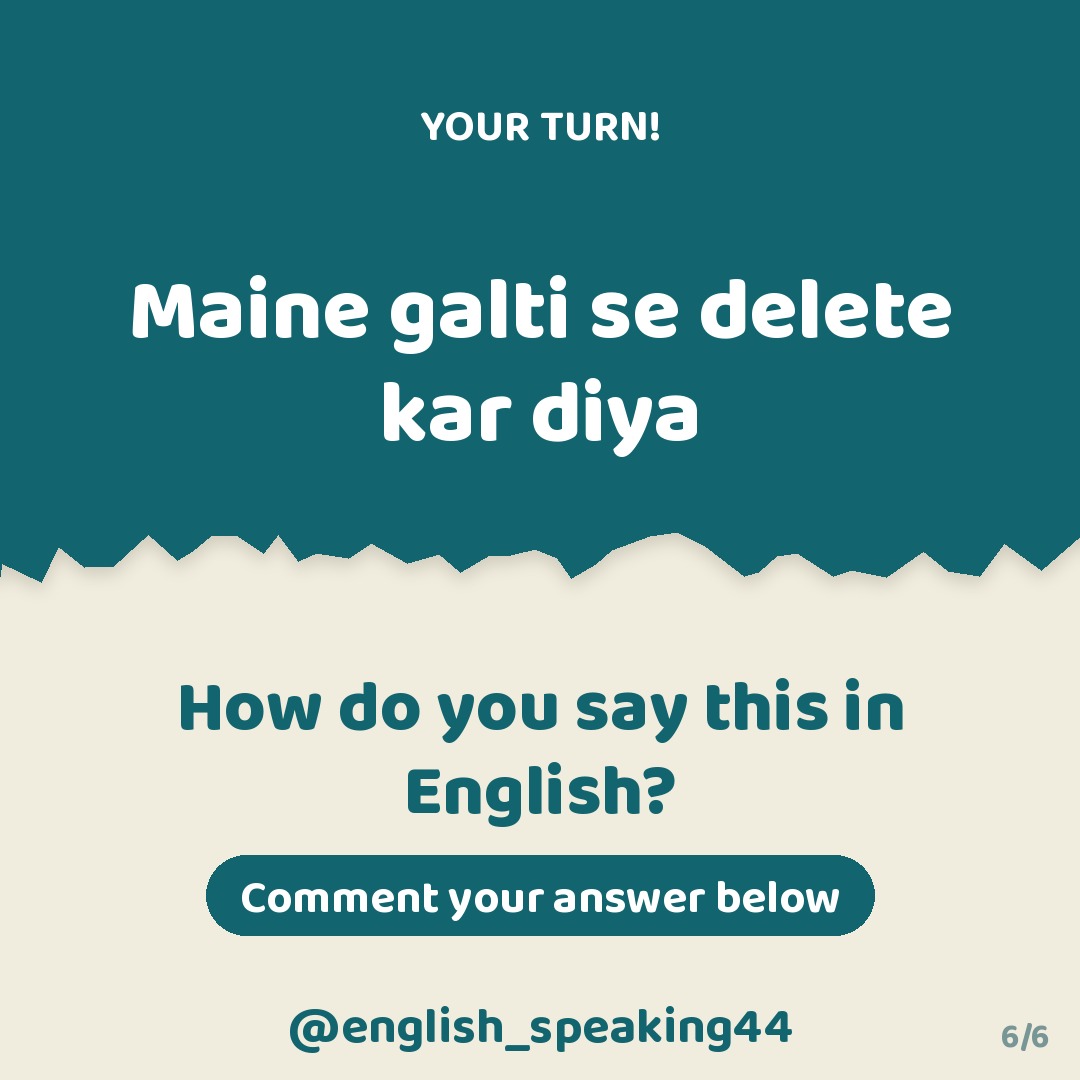 YOUR TURN!
Maine galti se delete
kar diya
How do you say this in
English?
Comment your answer below
@english_speaking44
6/6